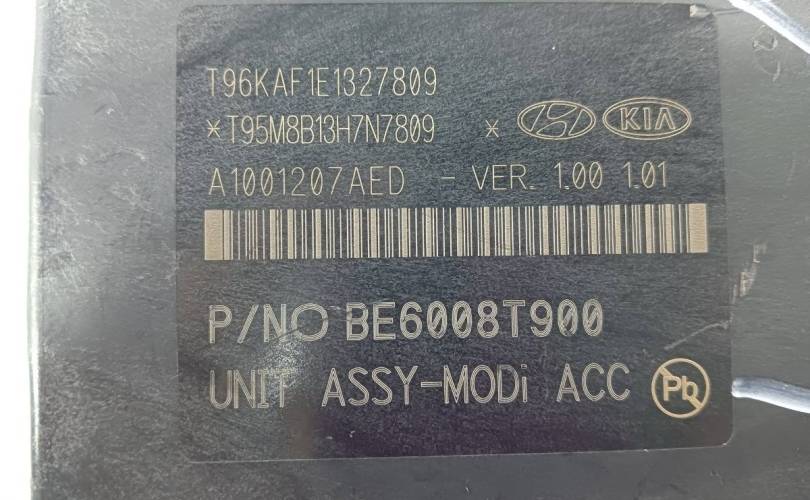 T96KAF1E1327809
*T95M8B13H7N7809 * KIA
A1001207AED - VER. 1.00 1.01
P/NO BE6008T900
UNIT ASSY-MODi ACC Pb